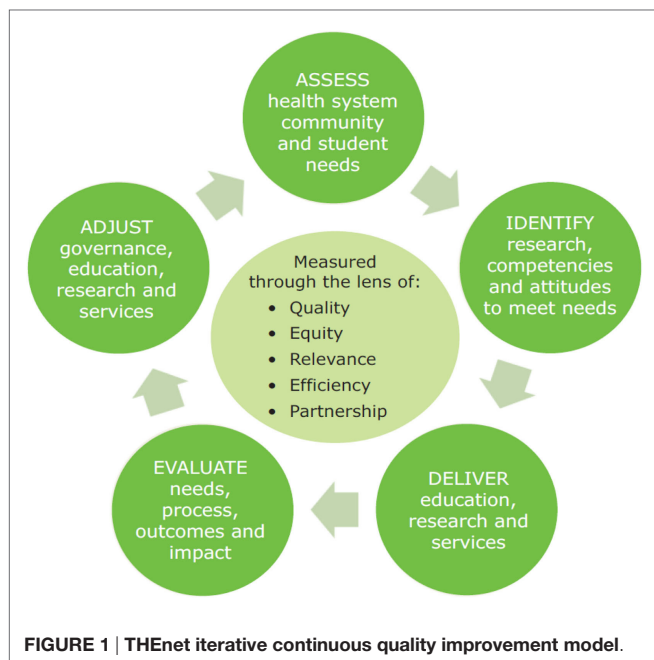 ASSESS
health system
community
and student
needs
IDENTIFY
research,
competencies
and attitudes
to meet needs
DELIVER
education,
research and
services
EVALUATE
needs,
process,
outcomes and
impact
ADJUST
governance,
education,
research and
services
Measured
through the lens of:
• Quality
• Equity
• Relevance
• Efficiency
• Partnership
FIGURE 1 | THEnet iterative continuous quality improvement model.